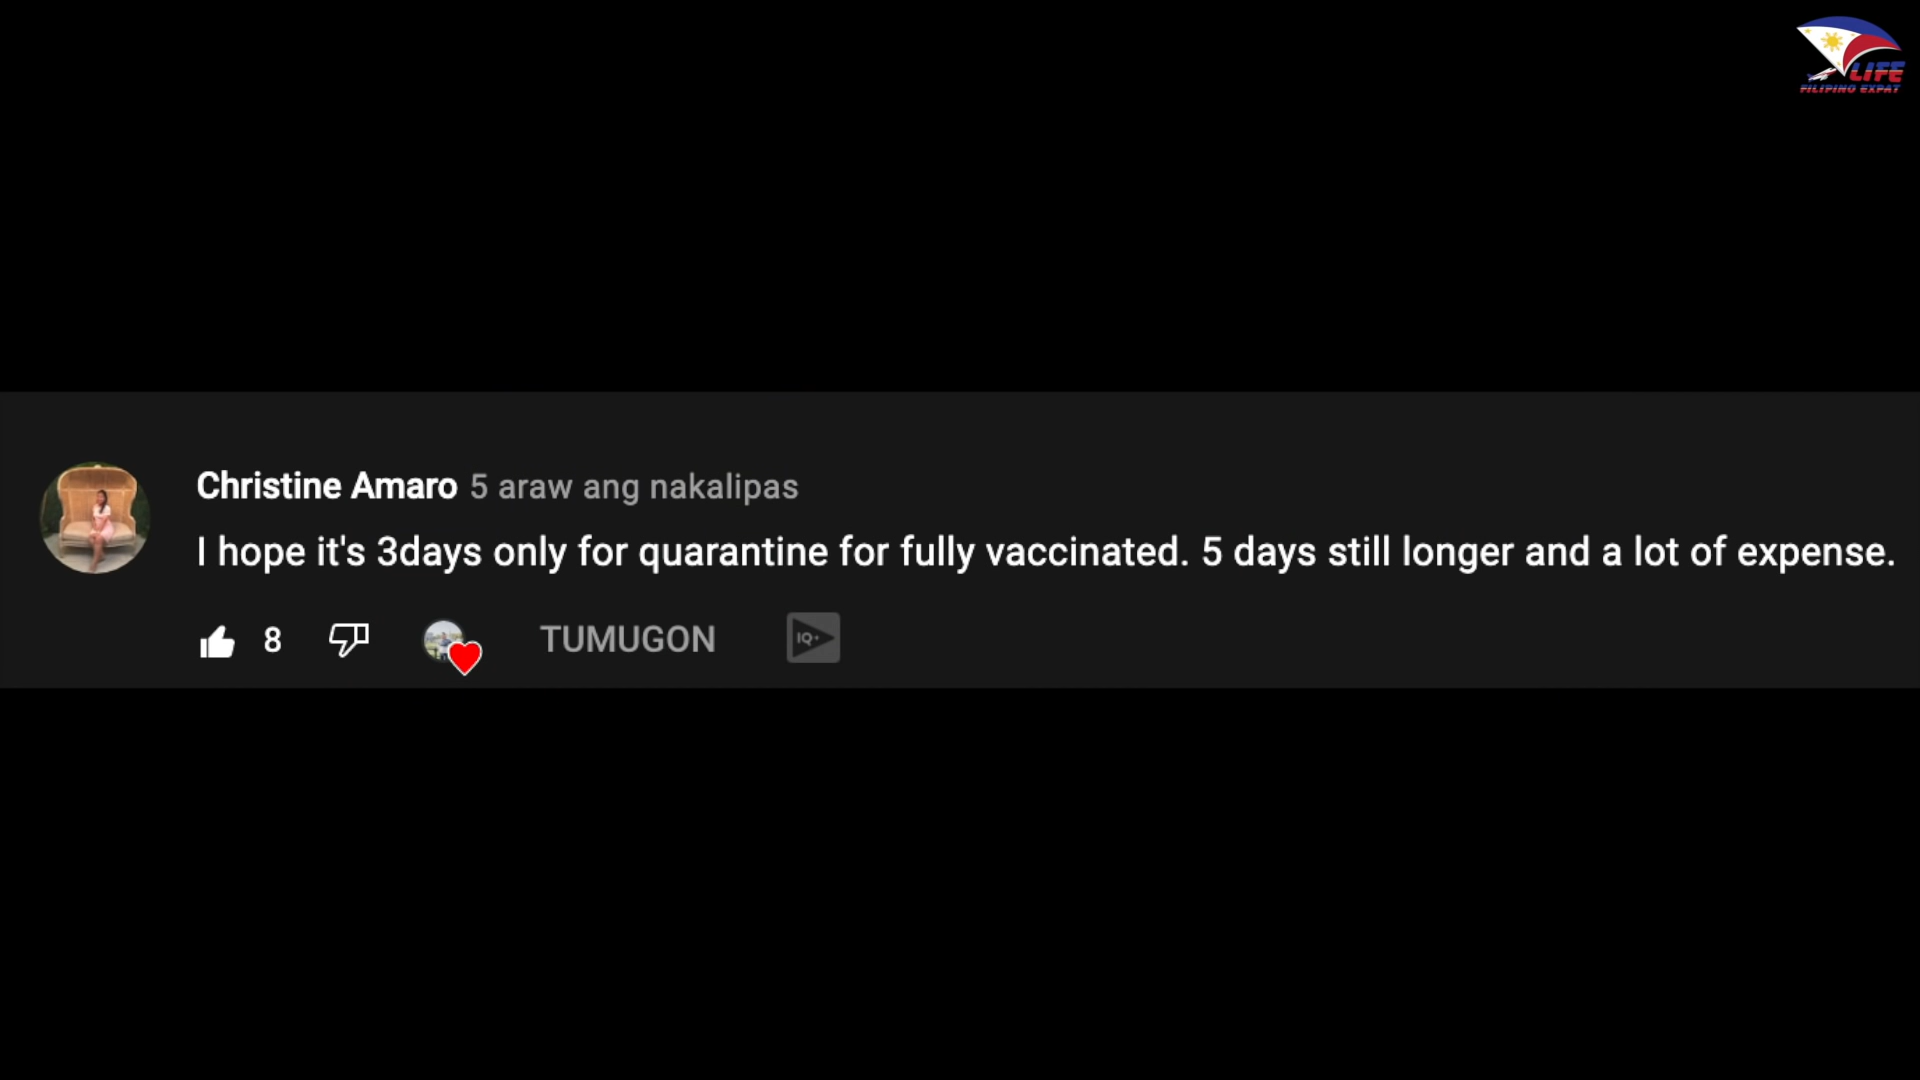 LIFE
FILIPINO EXPAT
Christine Amaro 5 araw ang nakalipas
I hope it's 3days only for quarantine for fully vaccinated. 5 days still longer and a lot of expense.
8 TUMUGON IQ+